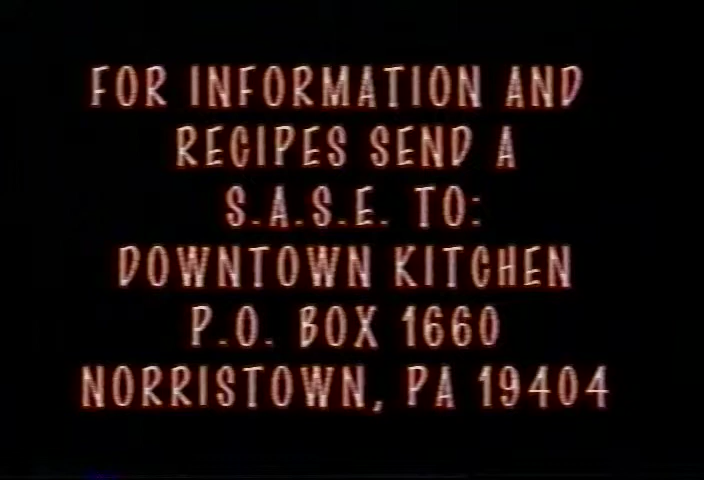 FOR INFORMATION AND
RECIPES SEND A
S.A.S.E. TO:
DOWNTOWN KITCHEN
P.O. BOX 1660
NORRISTOWN, PA 19404